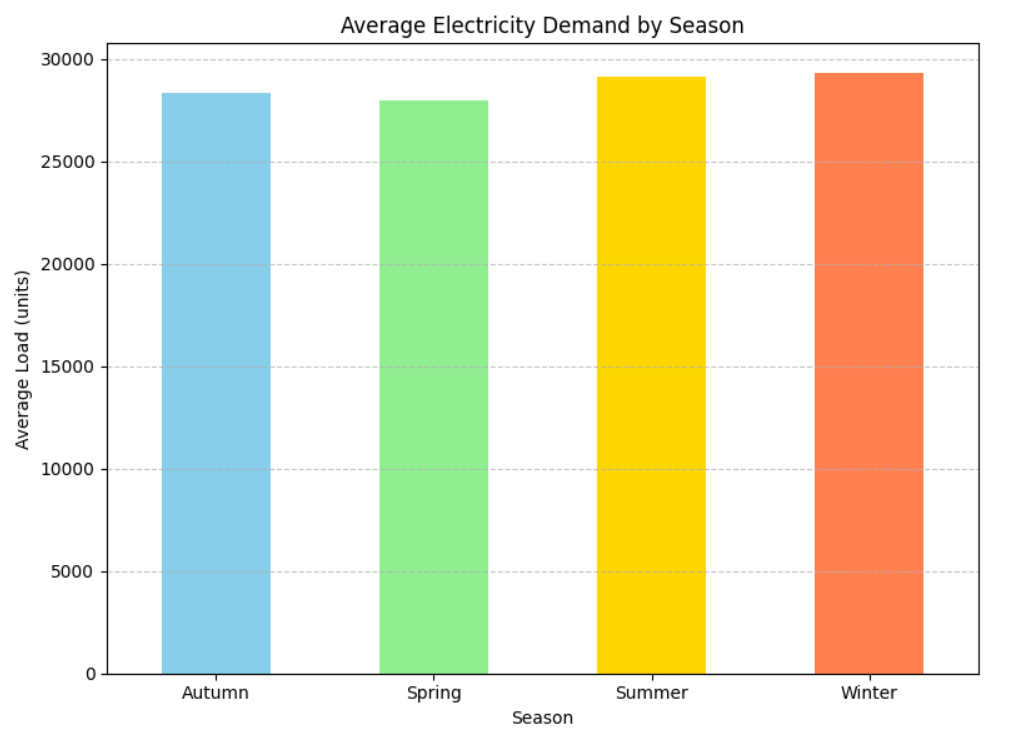 Average Electricity Demand by Season
Average Load (units)
30000
25000
20000
15000
10000
5000
0
Autumn Spring Summer Winter
Season